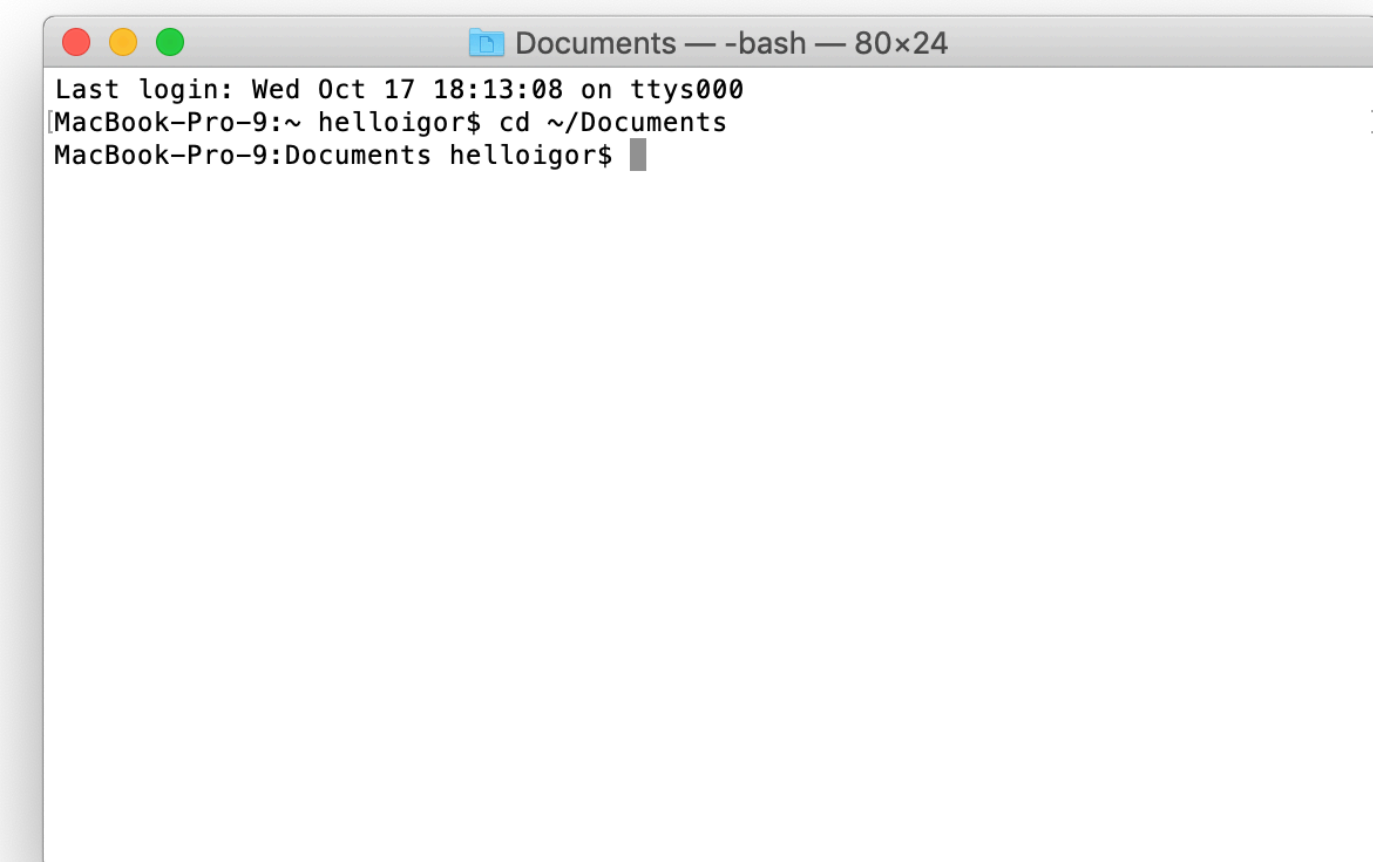 Documents — -bash — 80×24
Last login: Wed Oct 17 18:13:08 on ttys000
[MacBook-Pro-9:~ helloigor$ cd ~/Documents
MacBook-Pro-9:Documents helloigor$